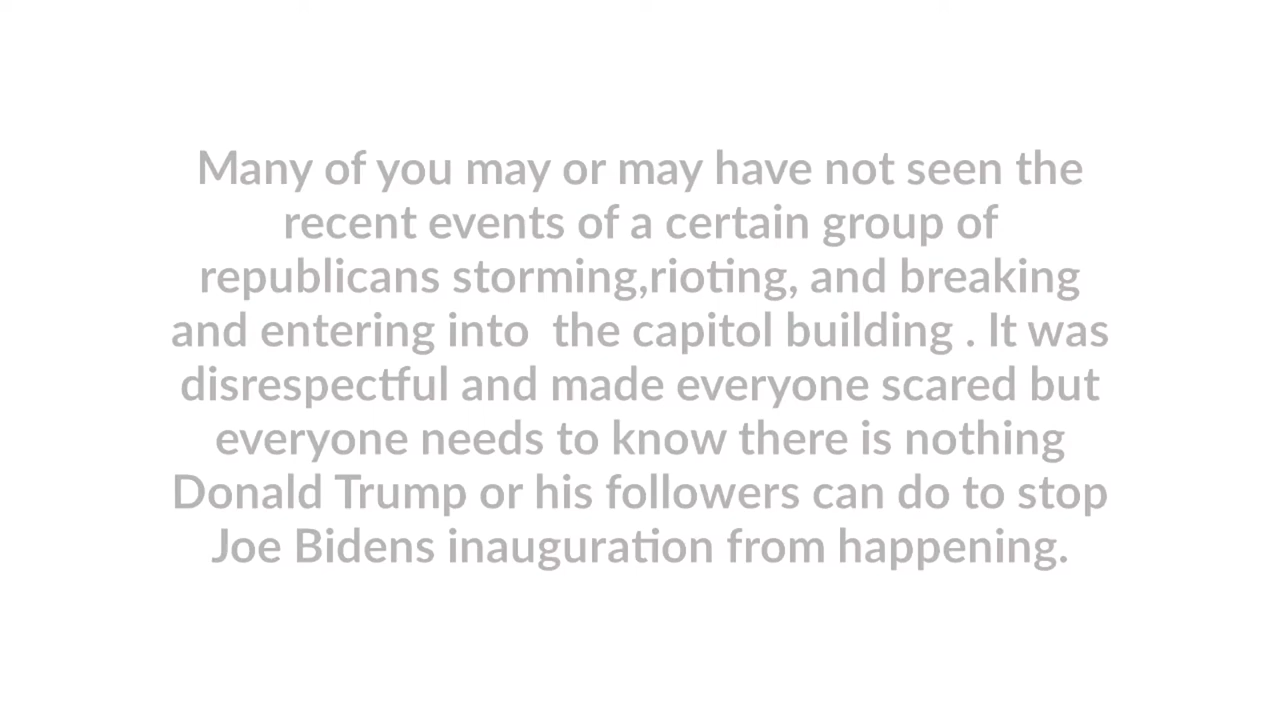 Many of you may or may have not seen the
recent events of a certain group of
republicans storming,rioting, and breaking
and entering into  the capitol building . It was
disrespectful and made everyone scared but
everyone needs to know there is nothing
Donald Trump or his followers can do to stop
Joe Bidens inauguration from happening.